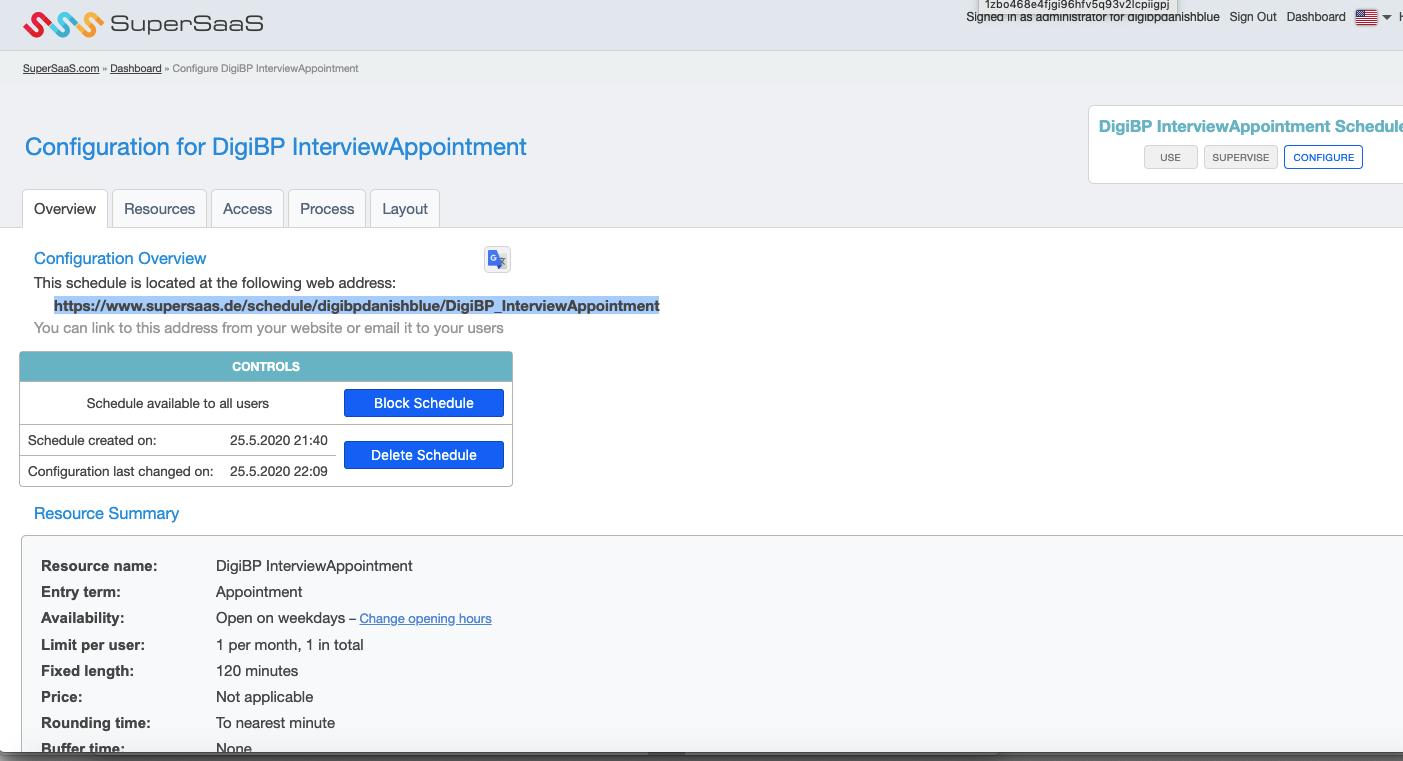 1zbo468e4fjgi96hfv5q93v2lcpiigpj
SuperSaaS
Signed in as administrator for digibpdanishblue Sign Out Dashboard
SuperSaaS.com » Dashboard » Configure DigiBP InterviewAppointment
DigiBP InterviewAppointment Schedule
USE SUPERVISE CONFIGURE
Configuration for DigiBP InterviewAppointment
Overview Resources Access Process Layout
Configuration Overview
This schedule is located at the following web address:
https://www.supersaas.de/schedule/digibpdanishblue/DigiBP_InterviewAppointment
You can link to this address from your website or email it to your users
CONTROLS
Schedule available to all users Block Schedule
Schedule created on: 25.5.2020 21:40
Delete Schedule
Configuration last changed on: 25.5.2020 22:09
Resource Summary
Resource name: DigiBP InterviewAppointment
Entry term: Appointment
Availability: Open on weekdays – Change opening hours
Limit per user: 1 per month, 1 in total
Fixed length: 120 minutes
Price: Not applicable
Rounding time: To nearest minute
Buffer time: None